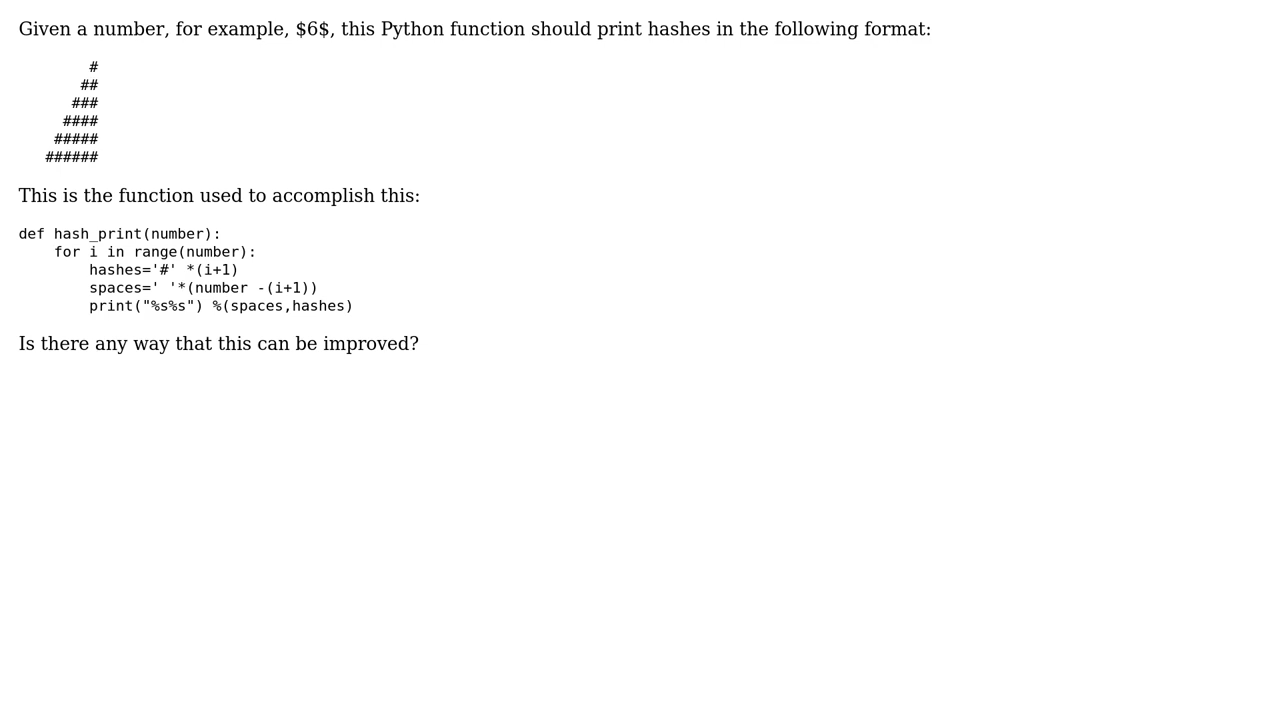 Given a number, for example, $6$, this Python function should print hashes in the following format:
        #
       ##
      ###
     ####
    #####
   ######
This is the function used to accomplish this:
def hash_print(number):
    for i in range(number):
        hashes='#' *(i+1)
        spaces=' '*(number -(i+1))
        print("%s%s") %(spaces,hashes)
Is there any way that this can be improved?